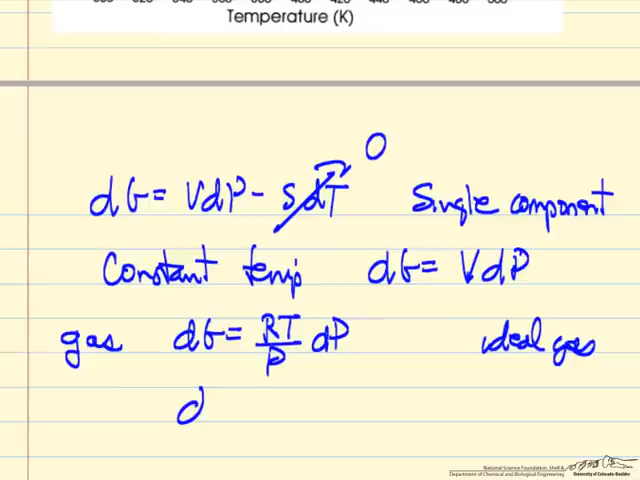 Temperature (K)
0
dG = VdP - SdT Single component
Constant temp dG = VdP
gas dG = RT/P dP ideal gas
d
National Science Foundation, Shell &
Department of Chemical and Biological Engineering University of Colorado Boulder